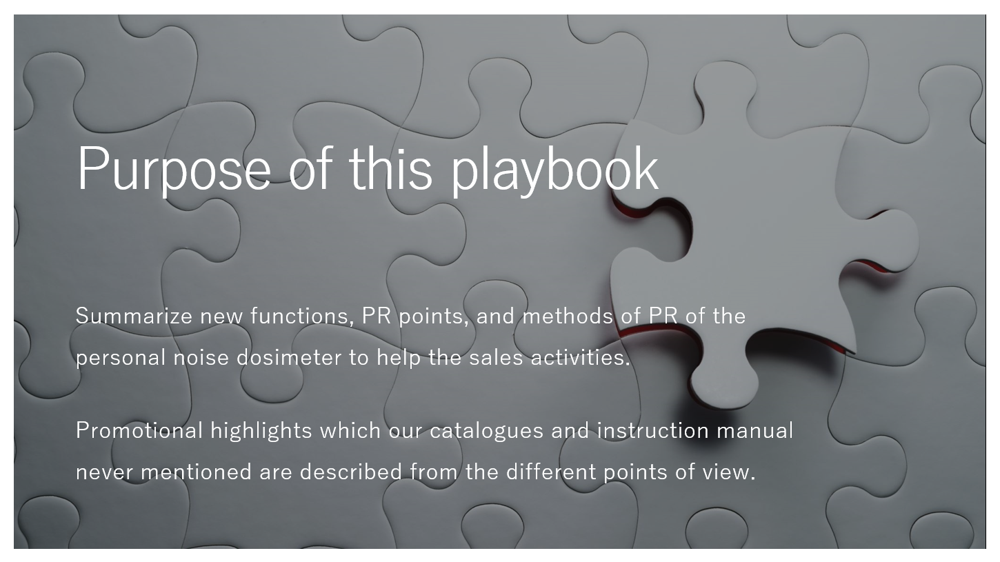 Purpose of this playbook
Summarize new functions, PR points, and methods of PR of the
personal noise dosimeter to help the sales activities.
Promotional highlights which our catalogues and instruction manual
never mentioned are described from the different points of view.